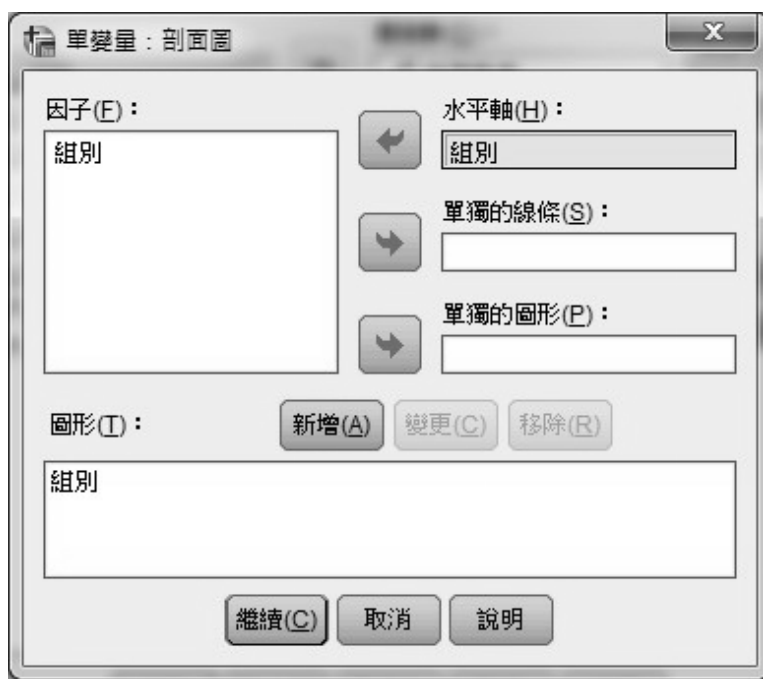 單變量：剖面圖
因子(F)：
組別
水平軸(H)：
組別
單獨的線條(S)：
單獨的圖形(P)：
圖形(T)：
新增(A) 變更(C) 移除(R)
組別
繼續(C) 取消 說明